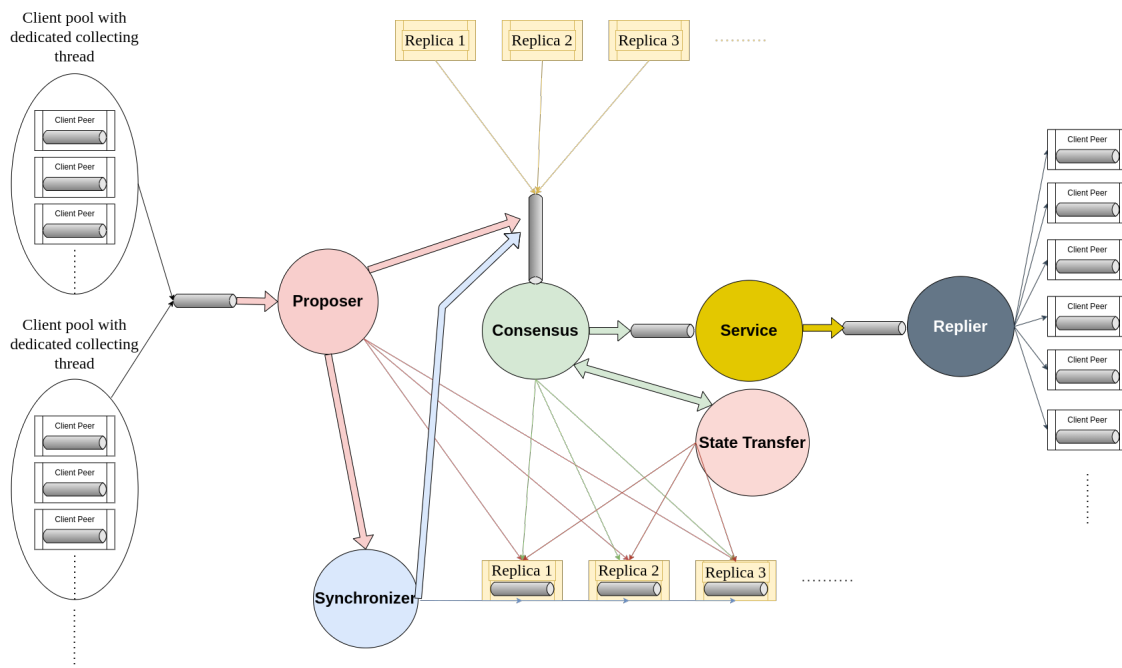 Client pool with
dedicated collecting
thread
Client Peer
Client Peer
Client Peer
Client pool with
dedicated collecting
thread
Client Peer
Client Peer
Client Peer
Replica 1
Replica 2
Replica 3
Proposer
Consensus
Service
Replier
State Transfer
Synchronizer
Replica 1
Replica 2
Replica 3
Client Peer
Client Peer
Client Peer
Client Peer
Client Peer
Client Peer